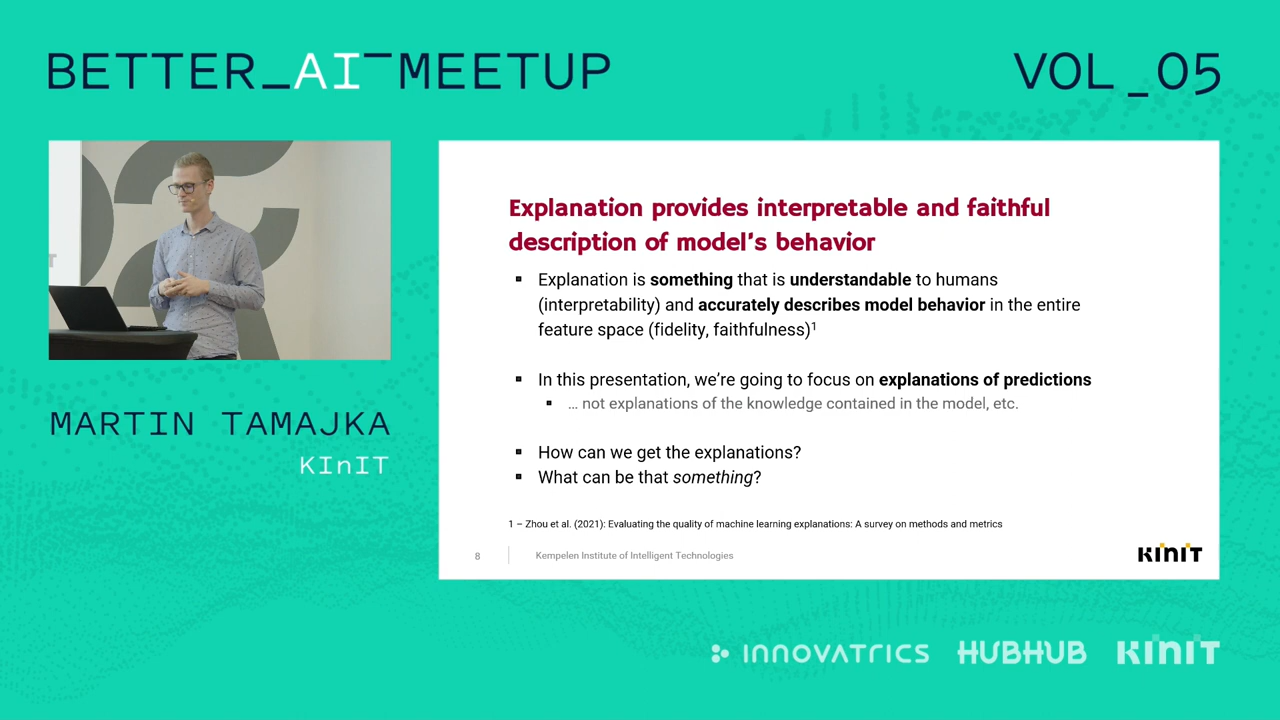 BETTER_AI¯MEETUP
VOL_05
MARTIN TAMAJKA
KInIT
Explanation provides interpretable and faithful
description of model's behavior
▪ Explanation is something that is understandable to humans
(interpretability) and accurately describes model behavior in the entire
feature space (fidelity, faithfulness)¹
▪ In this presentation, we're going to focus on explanations of predictions
▪ … not explanations of the knowledge contained in the model, etc.
▪ How can we get the explanations?
▪ What can be that something?
1 – Zhou et al. (2021): Evaluating the quality of machine learning explanations: A survey on methods and metrics
8
Kempelen Institute of Intelligent Technologies
KInIT
INNOVATRICS HUBHUB KInIT